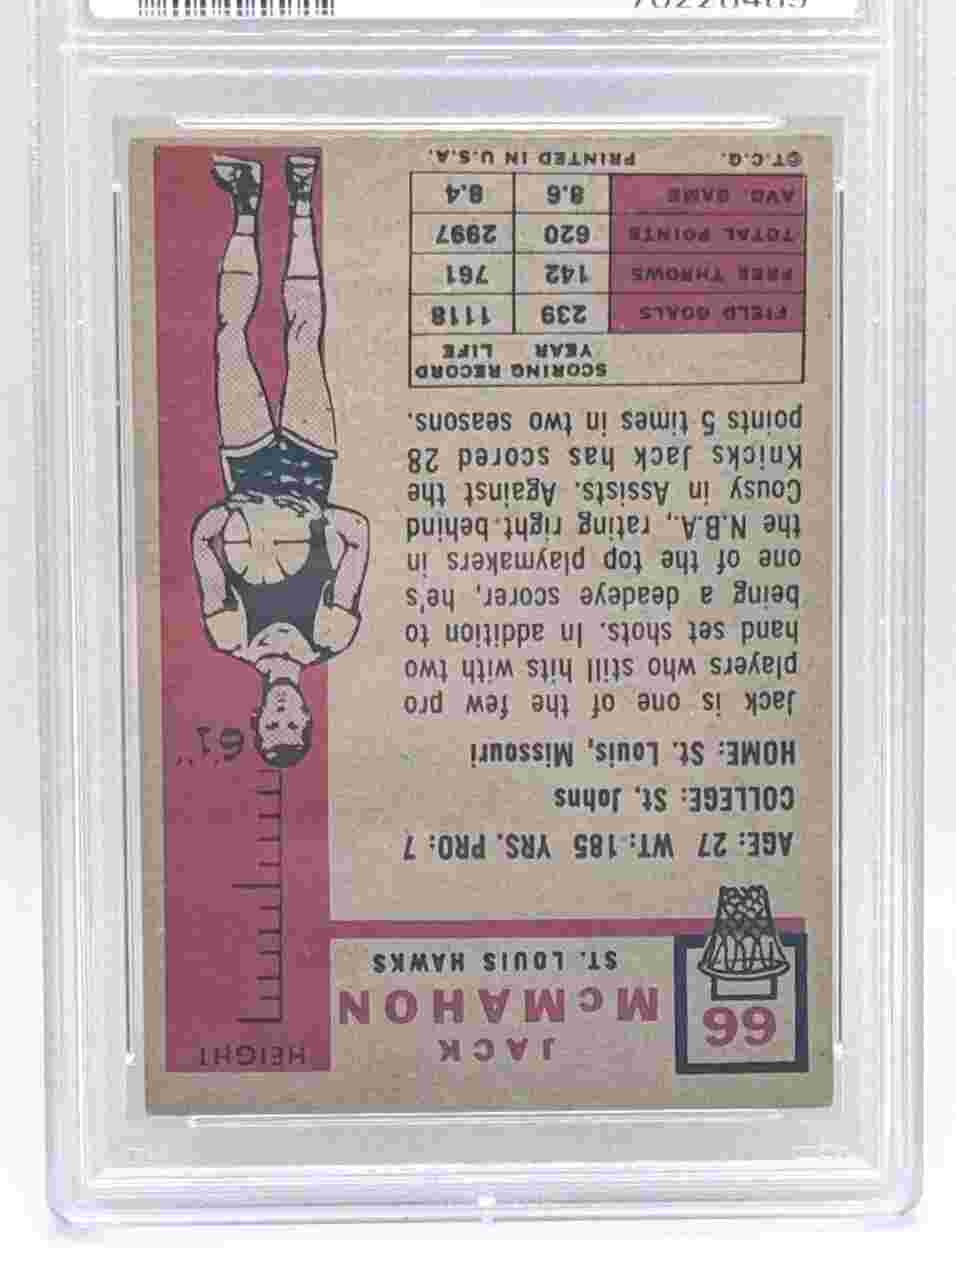 66
JACK
McMAHON
ST. LOUIS HAWKS
HEIGHT
6'1"
AGE: 27 WT: 185 YRS. PRO: 7
COLLEGE: St. Johns
HOME: St. Louis, Missouri
Jack is one of the few pro
players who still hits with two
hand set shots. In addition to
being a deadeye scorer, he's
one of the top playmakers in
the N.B.A., rating right behind
Cousy in Assists. Against the
Knicks Jack has scored 28
points 5 times in two seasons.
SCORING RECORD
YEAR LIFE
FIELD GOALS 239 1118
FREE THROWS 142 761
TOTAL POINTS 620 2997
AVG. GAME 8.6 8.4
©T.C.G. PRINTED IN U.S.A.